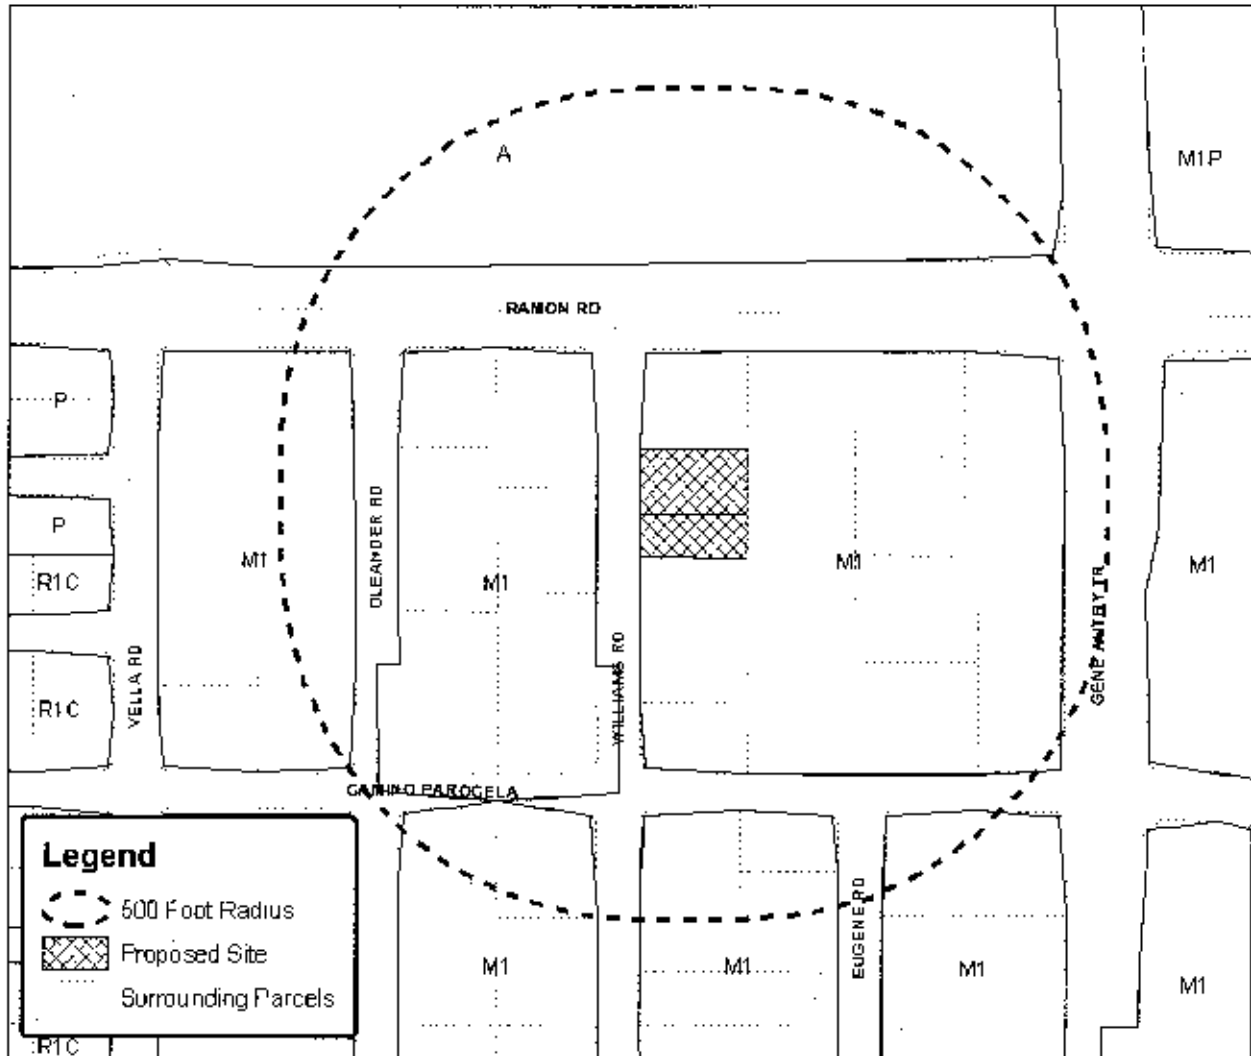 A
M1P
RAMON RD
P
P
R1C
R1C
M1
M1
M1
M1
OLEANDER RD
VELLA RD
WILLIAMS RD
GENE AUTRY TR
CAMINO PAROCELA
Legend
500 Foot Radius
Proposed Site
Surrounding Parcels
R1C
M1
M1
M1
M1
EUGENE RD